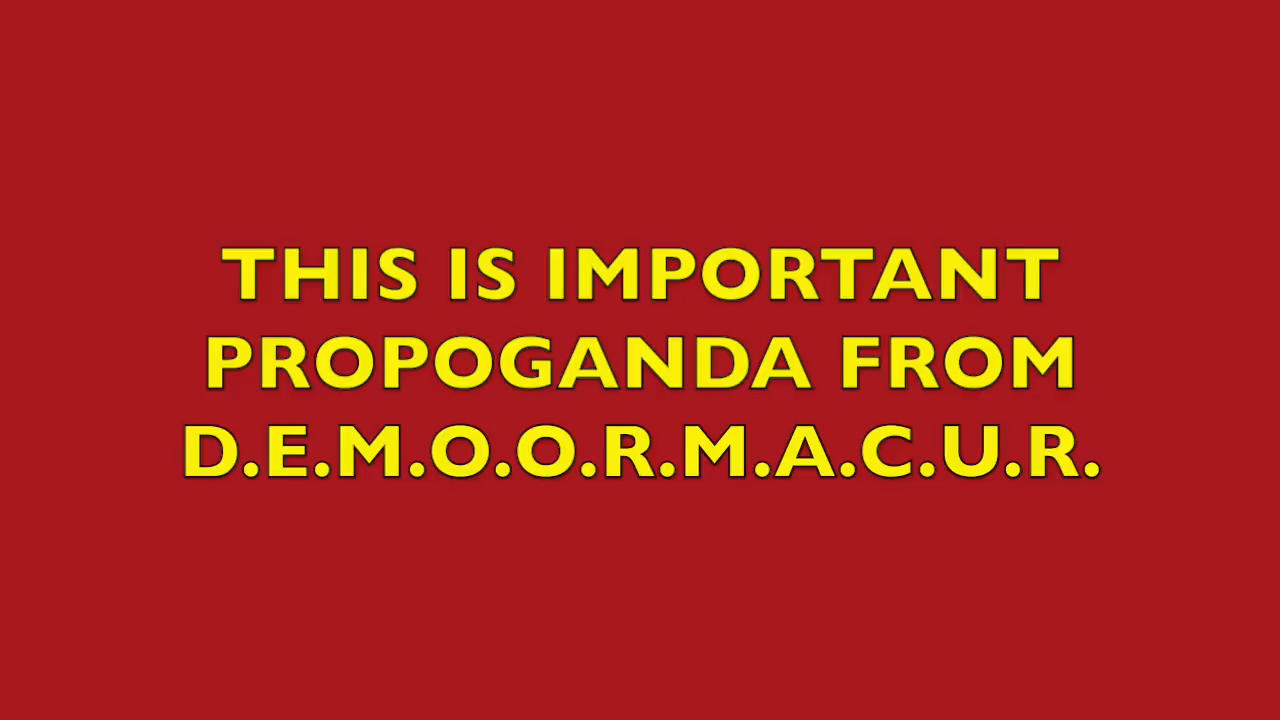 THIS IS IMPORTANT
PROPOGANDA FROM
D.E.M.O.O.R.M.A.C.U.R.